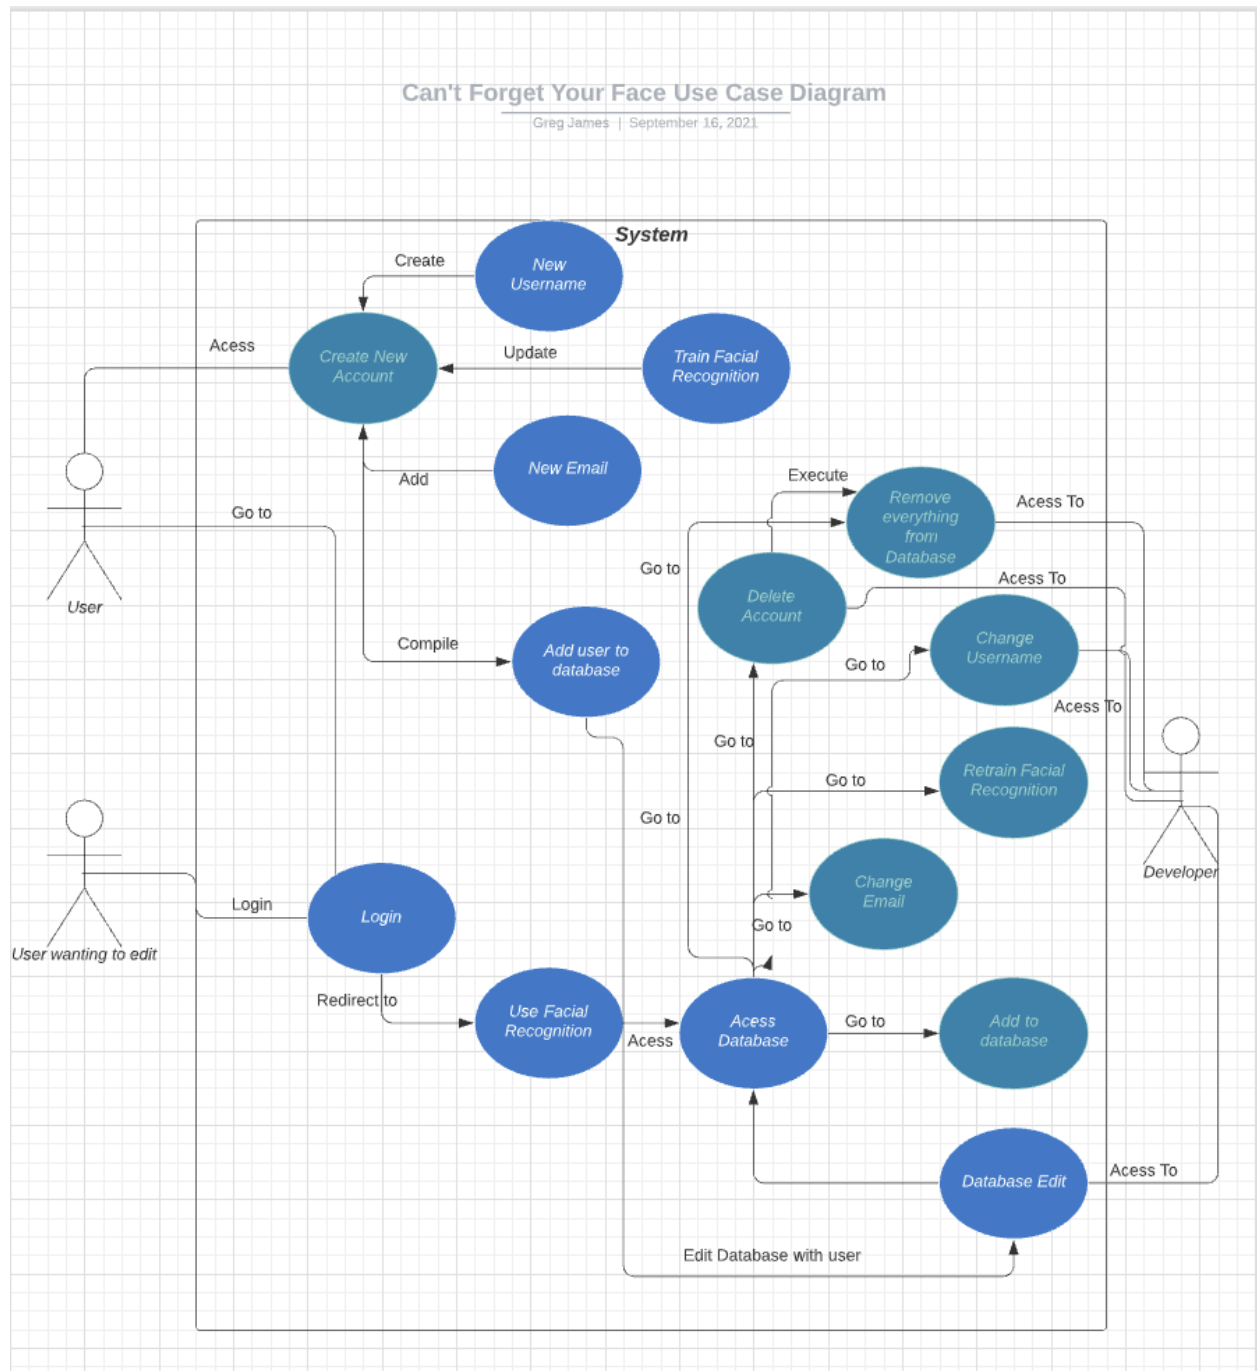 Can't Forget Your Face Use Case Diagram
Greg James | September 16, 2021
System
New
Username
Create
Create New
Account
Acess
Update
Train Facial
Recognition
New Email
Add
Execute
Remove
everything
from
Database
Acess To
Go to
User
Go to
Delete
Account
Acess To
Compile
Add user to
database
Change
Username
Go to
Acess To
Go to
Retrain Facial
Recognition
Go to
Go to
Developer
Change
Email
Go to
Login
Login
User wanting to edit
Redirect to
Use Facial
Recognition
Acess
Acess
Database
Go to
Add to
database
Database Edit
Acess To
Edit Database with user